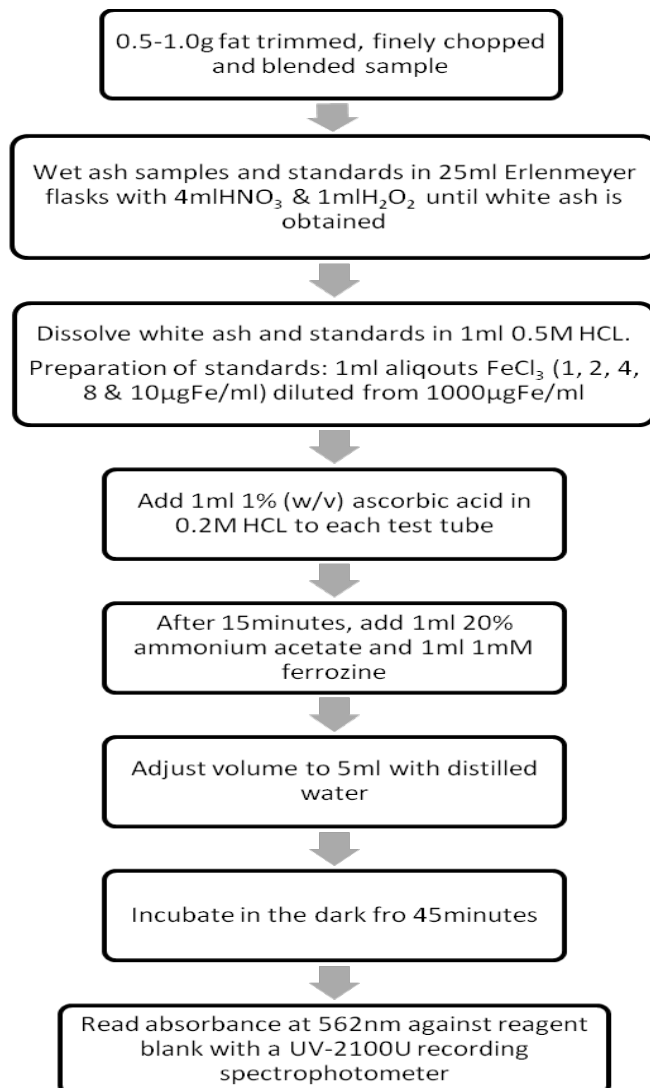 0.5-1.0g fat trimmed, finely chopped
and blended sample
Wet ash samples and standards in 25ml Erlenmeyer
flasks with 4mlHNO₃ & 1mlH₂O₂ until white ash is
obtained
Dissolve white ash and standards in 1ml 0.5M HCL.
Preparation of standards: 1ml aliqouts FeCl₃ (1, 2, 4,
8 & 10µgFe/ml) diluted from 1000µgFe/ml
Add 1ml 1% (w/v) ascorbic acid in
0.2M HCL to each test tube
After 15minutes, add 1ml 20%
ammonium acetate and 1ml 1mM
ferrozine
Adjust volume to 5ml with distilled
water
Incubate in the dark fro 45minutes
Read absorbance at 562nm against reagent
blank with a UV-2100U recording
spectrophotometer